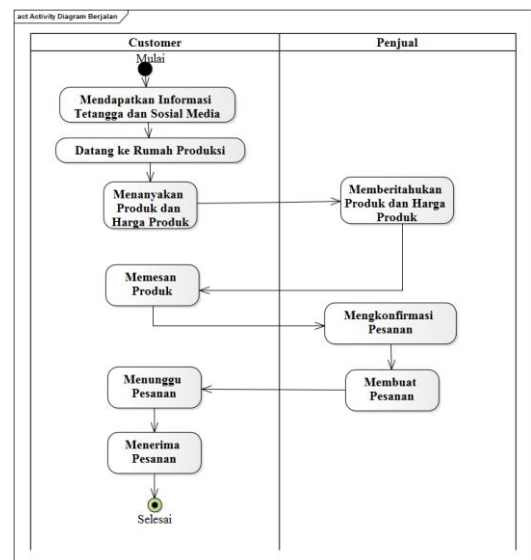 act Activity Diagram Berjalan
Customer
Penjual
Mulai
Mendapatkan Informasi
Tetangga dan Sosial Media
Datang ke Rumah Produksi
Menanyakan
Produk dan
Harga Produk
Memberitahukan
Produk dan Harga
Produk
Memesan
Produk
Mengkonfirmasi
Pesanan
Membuat
Pesanan
Menunggu
Pesanan
Menerima
Pesanan
Selesai